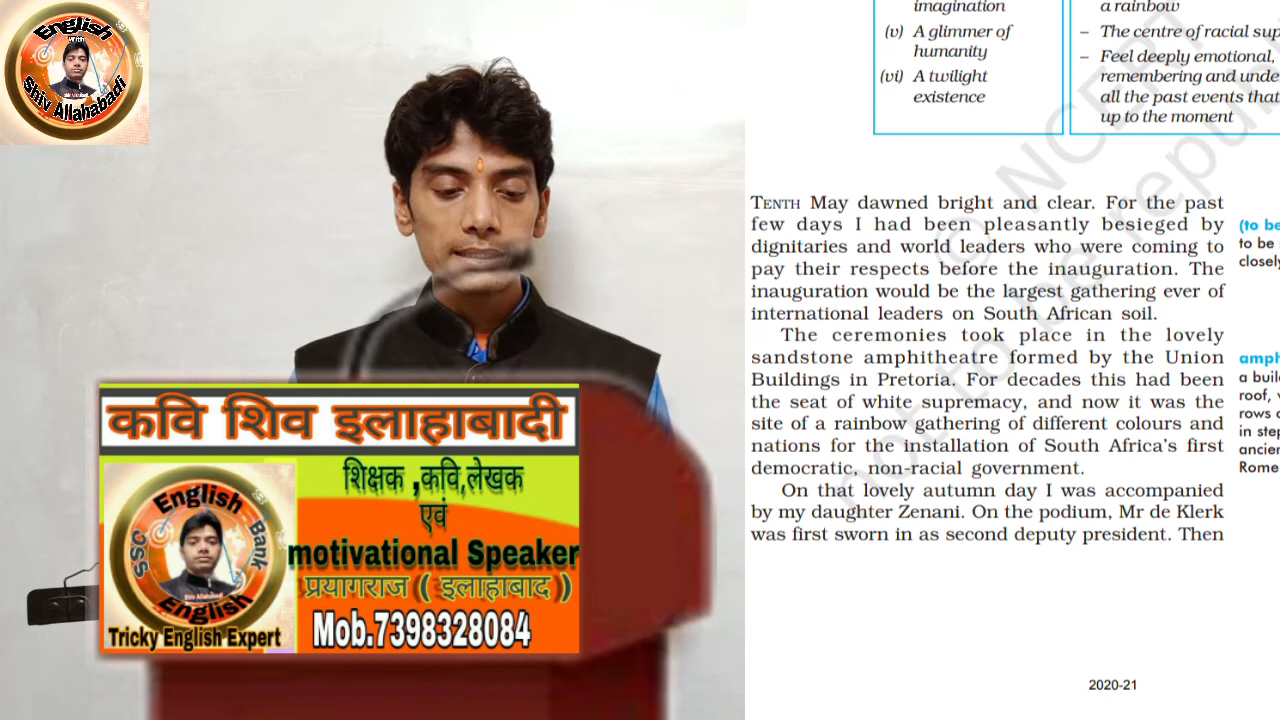 English
With
Shiv Allahabadi
कवि शिव इलाहाबादी
शिक्षक ,कवि,लेखक
एवं
motivational Speaker
प्रयागराज ( इलाहाबाद )
Mob.7398328084
English
SSC
Bank
Shiv Allahabadi
English
Tricky English Expert
imagination
(v) A glimmer of
humanity
(vi) A twilight
existence
a rainbow
– The centre of racial sup
– Feel deeply emotional,
remembering and unde
all the past events that
up to the moment
© NCERT
not to be republ
TENTH May dawned bright and clear. For the past
few days I had been pleasantly besieged by
dignitaries and world leaders who were coming to
pay their respects before the inauguration. The
inauguration would be the largest gathering ever of
international leaders on South African soil.
The ceremonies took place in the lovely
sandstone amphitheatre formed by the Union
Buildings in Pretoria. For decades this had been
the seat of white supremacy, and now it was the
site of a rainbow gathering of different colours and
nations for the installation of South Africa's first
democratic, non-racial government.
On that lovely autumn day I was accompanied
by my daughter Zenani. On the podium, Mr de Klerk
was first sworn in as second deputy president. Then
(to be
to be
closely
amph
a buil
roof, v
rows o
in step
ancien
Rome
2020-21